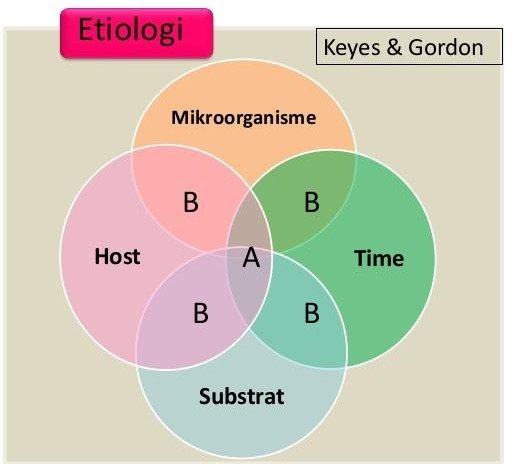 Etiologi
Keyes & Gordon
Mikroorganisme
B
B
Host
A
Time
B
B
Substrat